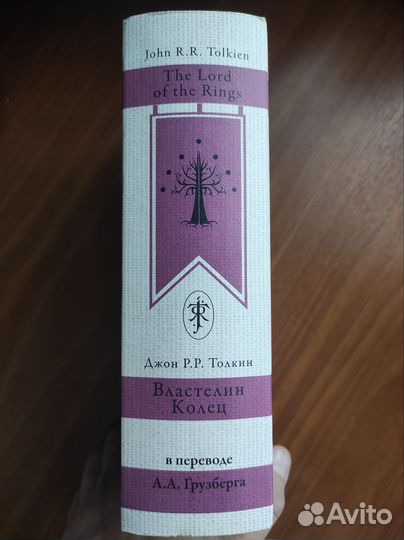 John R.R. Tolkien
The Lord
of the Rings
Джон Р.Р. Толкин
Властелин
Колец
в переводе
А.А. Грузберга
Avito